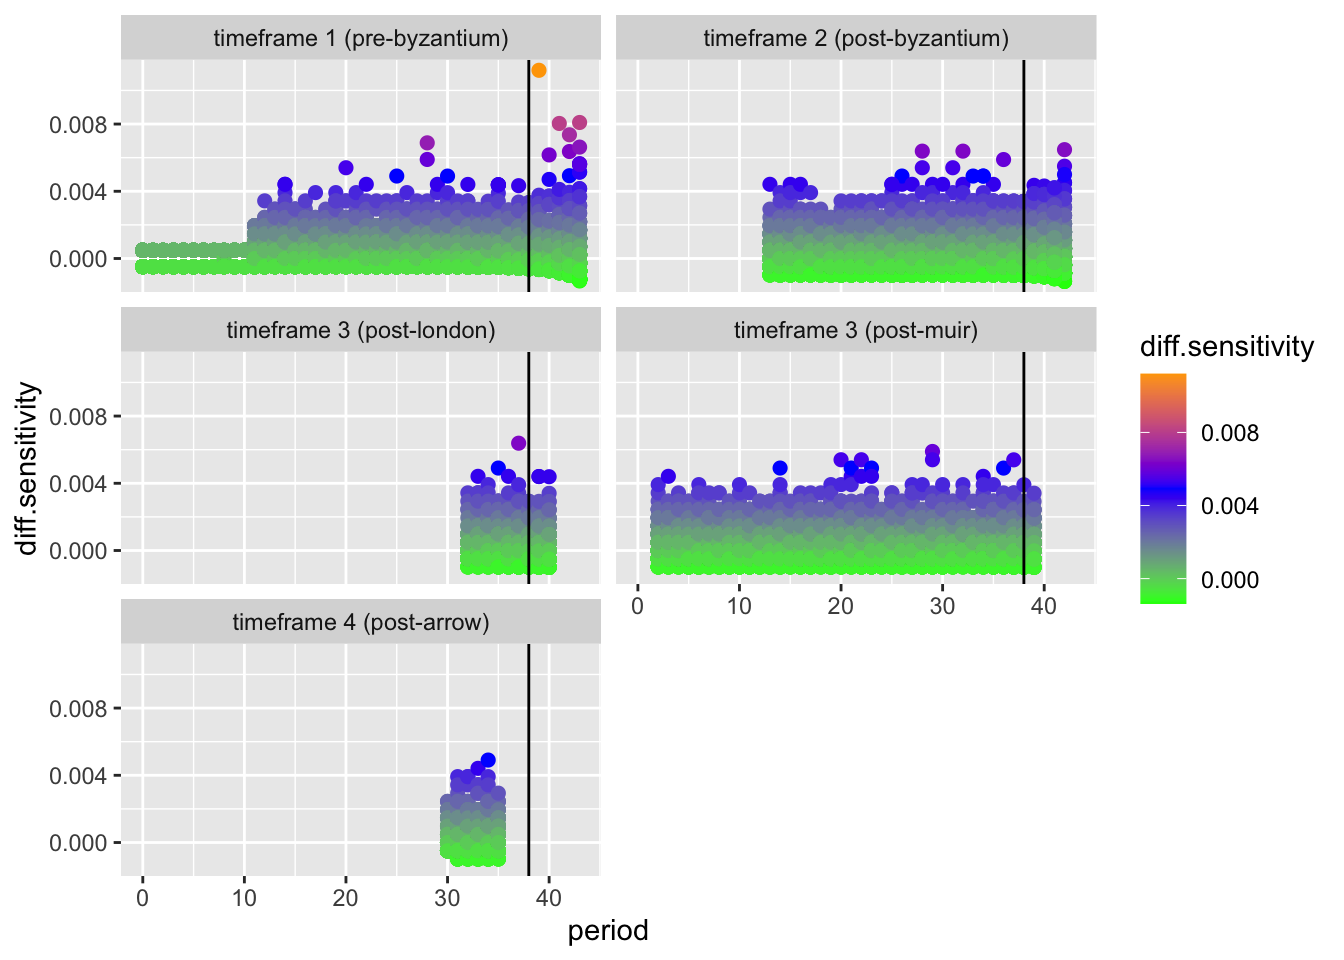 timeframe 1 (pre-byzantium)
timeframe 2 (post-byzantium)
0.008
0.004
0.000
timeframe 3 (post-london)
timeframe 3 (post-muir)
0.008
0.004
0.000
0 10 20 30 40
timeframe 4 (post-arrow)
0.008
0.004
0.000
0 10 20 30 40
period
diff.sensitivity
diff.sensitivity
0.008
0.004
0.000